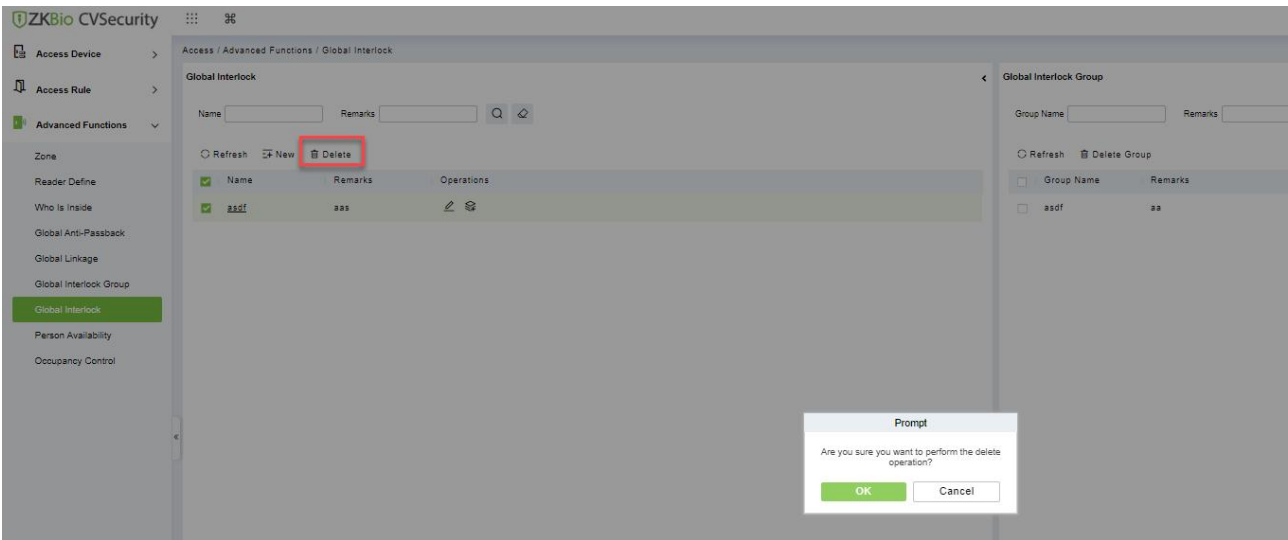 ZKBio CVSecurity
Access Device
Access Rule
Advanced Functions
Zone
Reader Define
Who Is Inside
Global Anti-Passback
Global Linkage
Global Interlock Group
Global Interlock
Person Availability
Occupancy Control
Access / Advanced Functions / Global Interlock
Global Interlock
Name Remarks
Refresh New Delete
Name Remarks Operations
asdf aas
Global Interlock Group
Group Name Remarks
Refresh Delete Group
Group Name Remarks
asdf aa
Prompt
Are you sure you want to perform the delete
operation?
OK Cancel